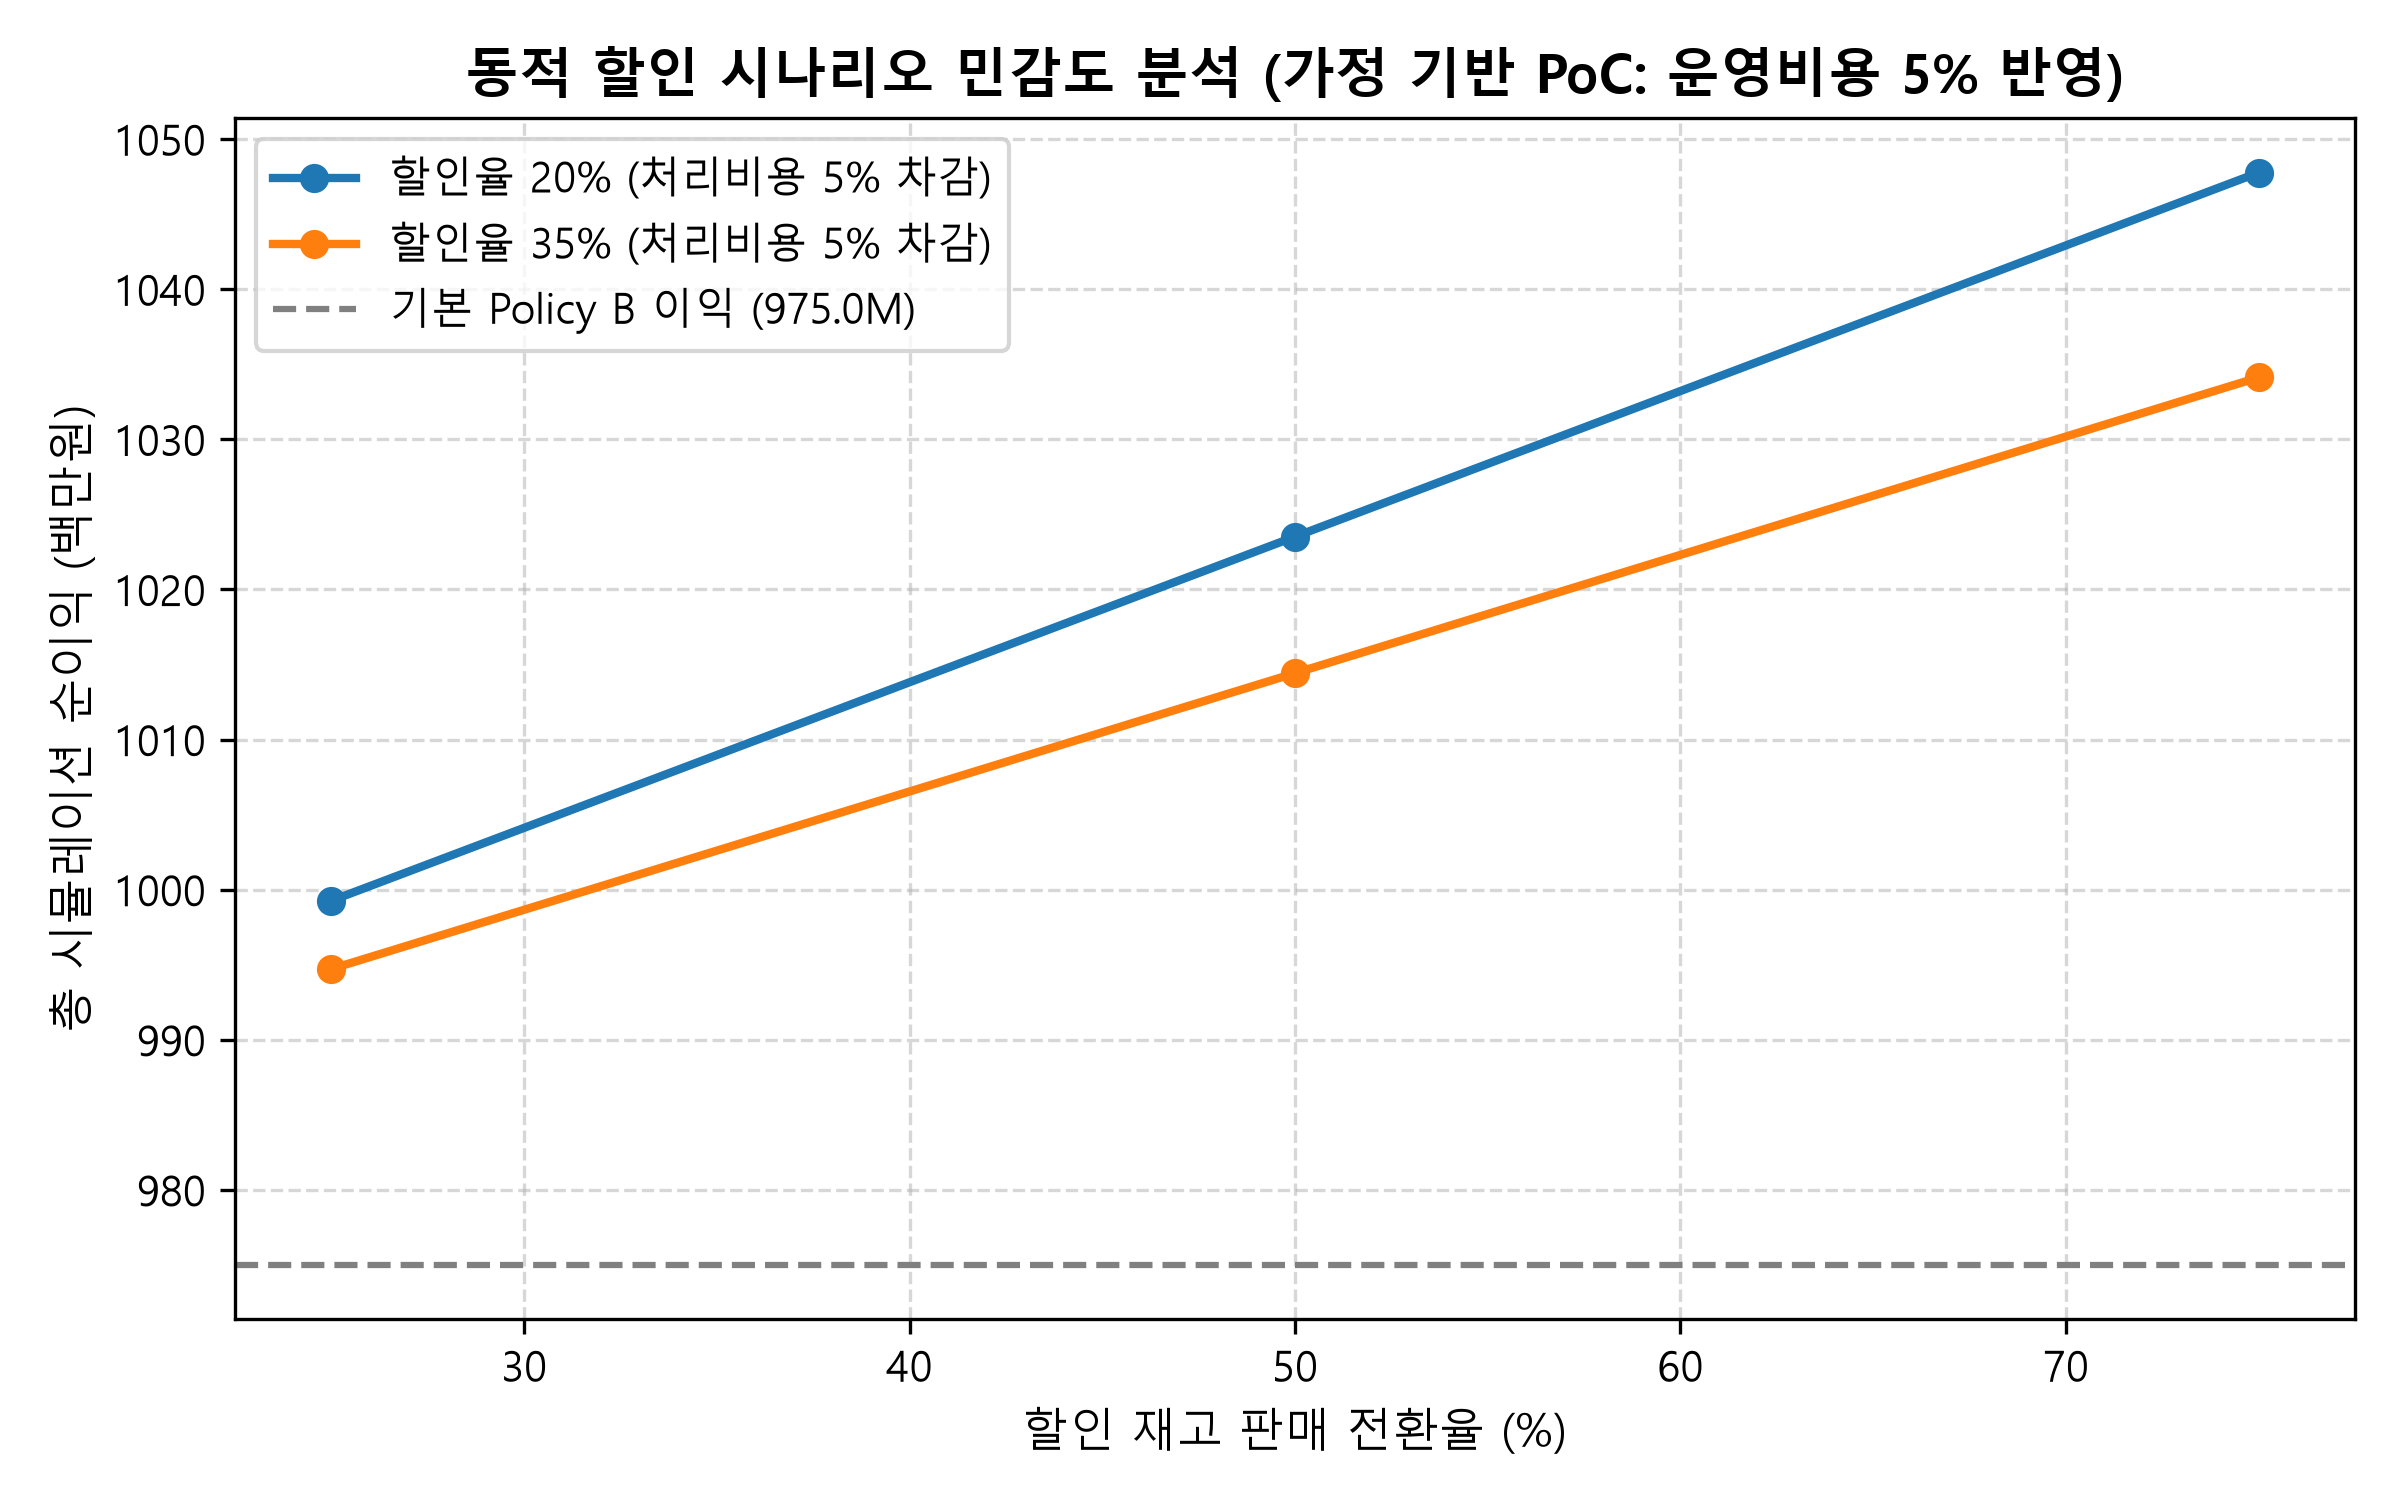 동적 할인 시나리오 민감도 분석 (가정 기반 PoC: 운영비용 5% 반영)
할인율 20% (처리비용 5% 차감)
할인율 35% (처리비용 5% 차감)
기본 Policy B 이익 (975.0M)
총 시뮬레이션 순이익 (백만원)
1050
1040
1030
1020
1010
1000
990
980
30 40 50 60 70
할인 재고 판매 전환율 (%)